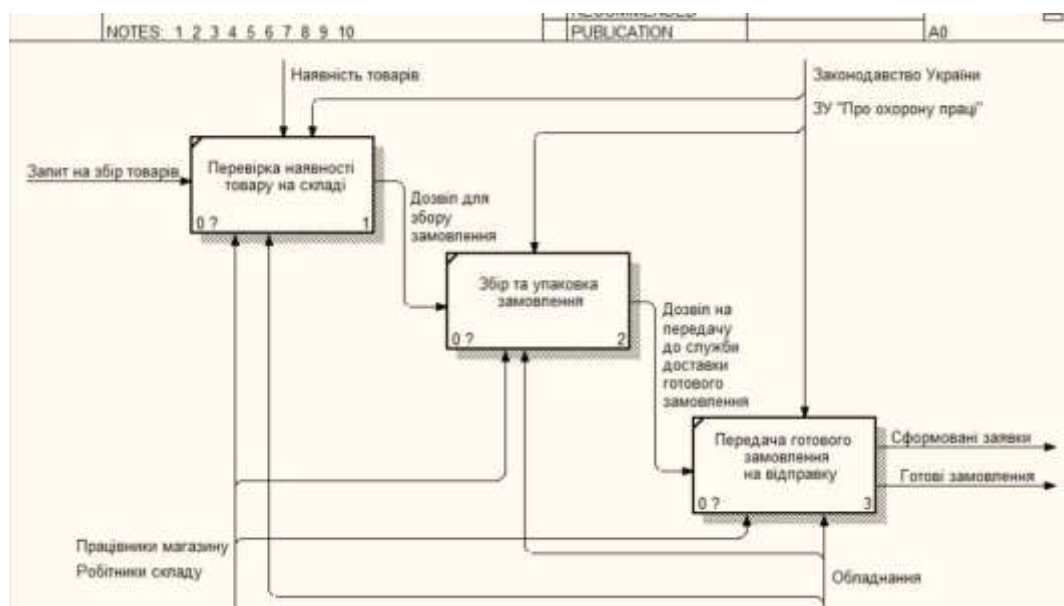 NOTES: 1 2 3 4 5 6 7 8 9 10
RECOMMENDED
PUBLICATION
A0
Наявність товарів
Законодавство України
ЗУ "Про охорону праці"
Запит на збір товарів
Перевірка наявності
товару на складі
0 ?
1
Дозвіл для
збору
замовлення
Збір та упаковка
замовлення
0 ?
2
Дозвіл на
передачу
до служби
доставки
готового
замовлення
Передача готового
замовлення
на відправку
0 ?
3
Сформовані заявки
Готові замовлення
Працівники магазину
Робітники складу
Обладнання